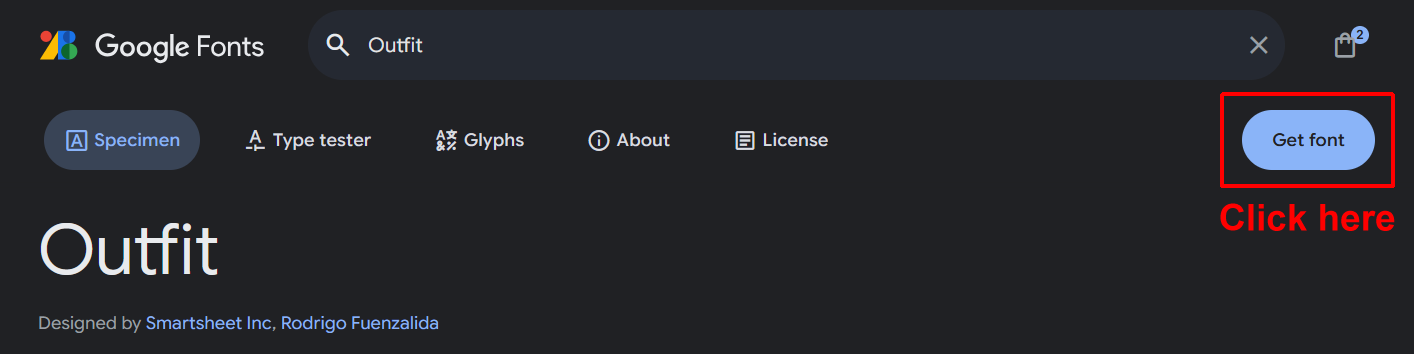 Google Fonts Outfit 2
Specimen Type tester Glyphs About License Get font
Click here
Outfit
Designed by Smartsheet Inc, Rodrigo Fuenzalida